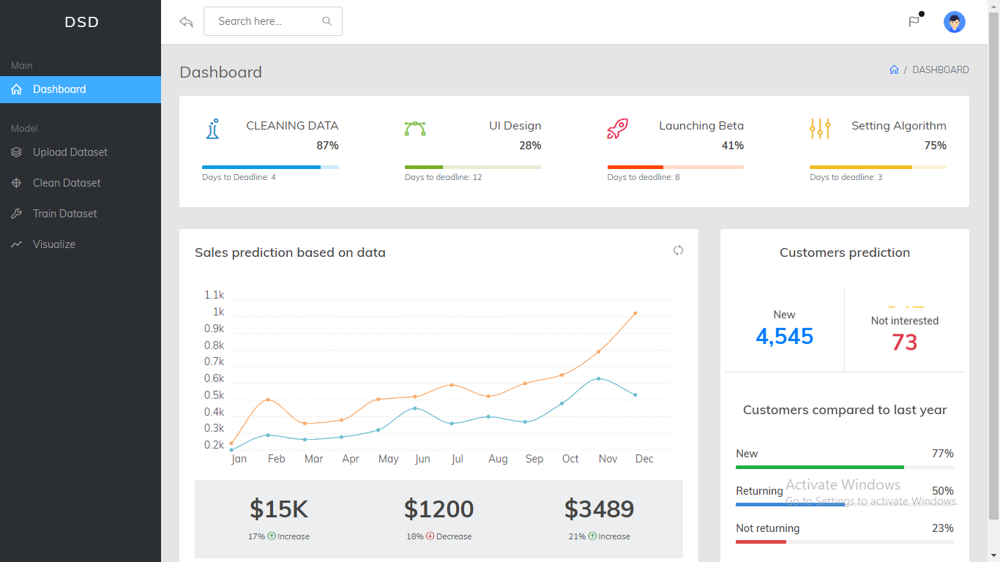 DSD
Search here...
Main
Dashboard
Model
Upload Dataset
Clean Dataset
Train Dataset
Visualize
Dashboard
/ DASHBOARD
CLEANING DATA
87%
Days to Deadline: 4
UI Design
28%
Days to deadline: 12
Launching Beta
41%
Days to deadline: 8
Setting Algorithm
75%
Days to deadline: 3
Sales prediction based on data
1.1k
1k
0.9k
0.8k
0.7k
0.6k
0.5k
0.4k
0.3k
0.2k
Jan Feb Mar Apr May Jun Jul Aug Sep Oct Nov Dec
$15K
17% Increase
$1200
18% Decrease
$3489
21% Increase
Customers prediction
New
4,545
Not interested
73
Customers compared to last year
New 77%
Returning 50%
Not returning 23%
Activate Windows
Go to Settings to activate Windows.